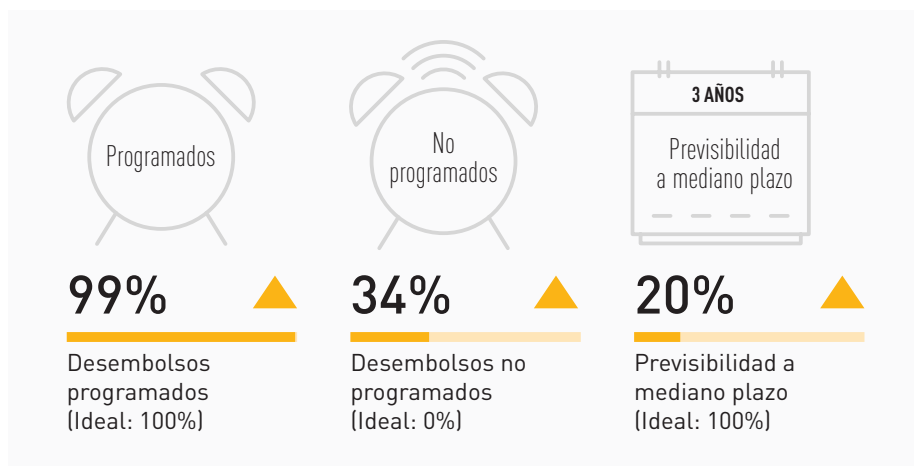 Programados
No
programados
3 AÑOS
Previsibilidad
a mediano plazo
99%
Desembolsos
programados
(Ideal: 100%)
34%
Desembolsos no
programados
(Ideal: 0%)
20%
Previsibilidad a
mediano plazo
(Ideal: 100%)